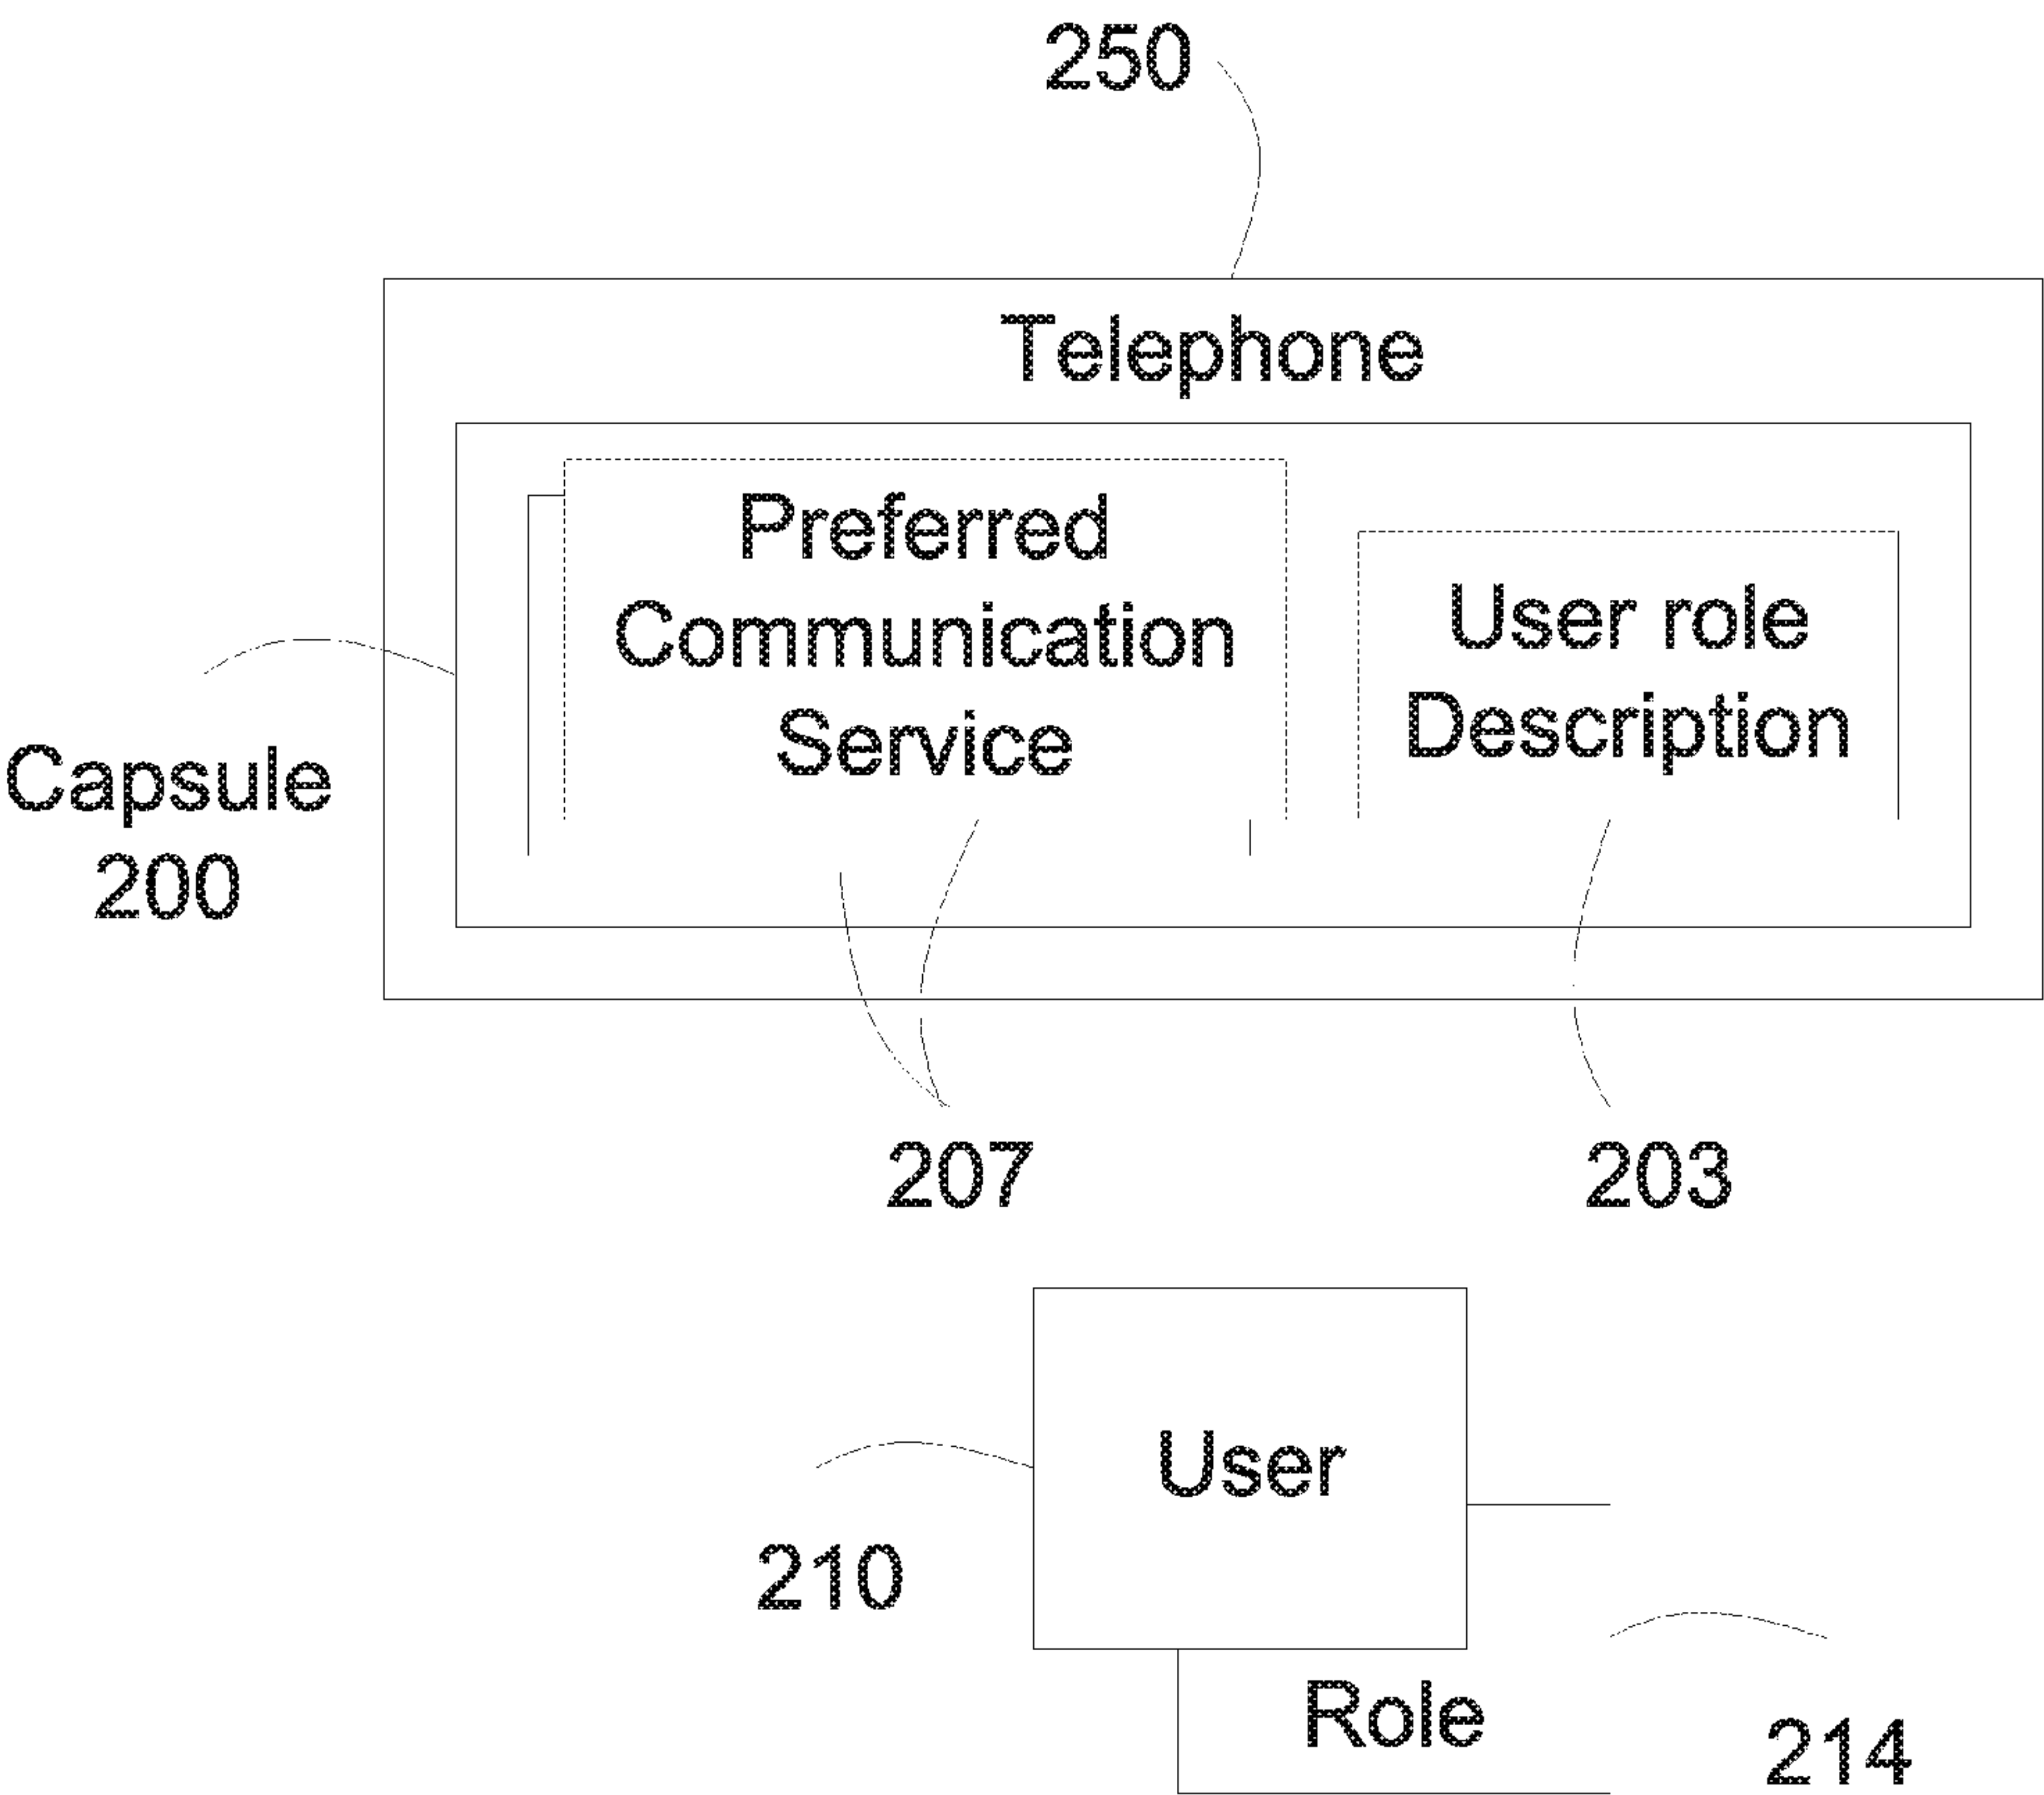 250
Telephone
Preferred
Communication
Service
User role
Description
Capsule
200
207
203
User
210
Role
214